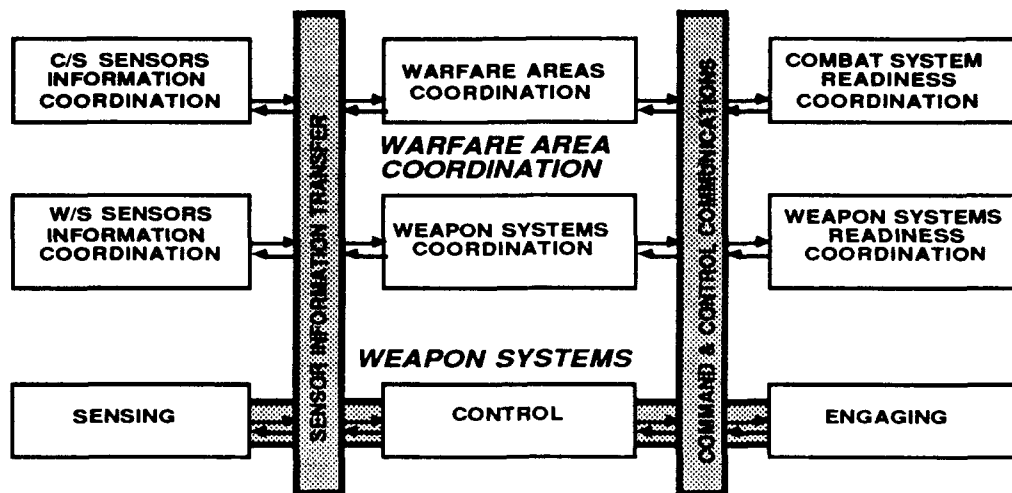 C/S SENSORS
INFORMATION
COORDINATION
WARFARE AREAS
COORDINATION
COMBAT SYSTEM
READINESS
COORDINATION
WARFARE AREA
COORDINATION
W/S SENSORS
INFORMATION
COORDINATION
WEAPON SYSTEMS
COORDINATION
WEAPON SYSTEMS
READINESS
COORDINATION
WEAPON SYSTEMS
SENSING
CONTROL
ENGAGING
SENSOR INFORMATION TRANSFER
COMMAND & CONTROL COMMUNICATIONS